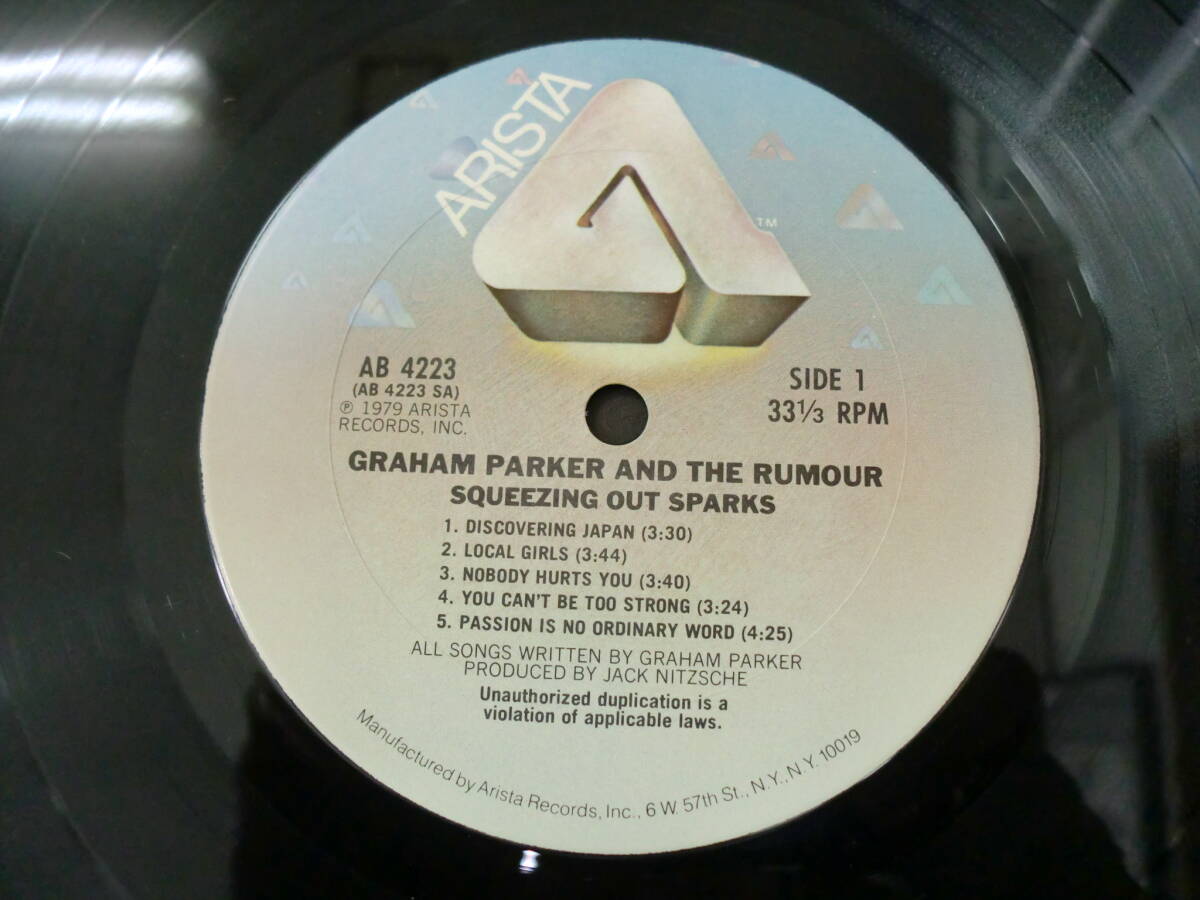 ARISTA
TM
AB 4223
(AB 4223 SA)
℗ 1979 ARISTA
RECORDS, INC.
SIDE 1
33 1/3 RPM
GRAHAM PARKER AND THE RUMOUR
SQUEEZING OUT SPARKS
1. DISCOVERING JAPAN (3:30)
2. LOCAL GIRLS (3:44)
3. NOBODY HURTS YOU (3:40)
4. YOU CAN'T BE TOO STRONG (3:24)
5. PASSION IS NO ORDINARY WORD (4:25)
ALL SONGS WRITTEN BY GRAHAM PARKER
PRODUCED BY JACK NITZSCHE
Unauthorized duplication is a
violation of applicable laws.
Manufactured by Arista Records, Inc., 6 W. 57th St., N.Y., N.Y. 10019